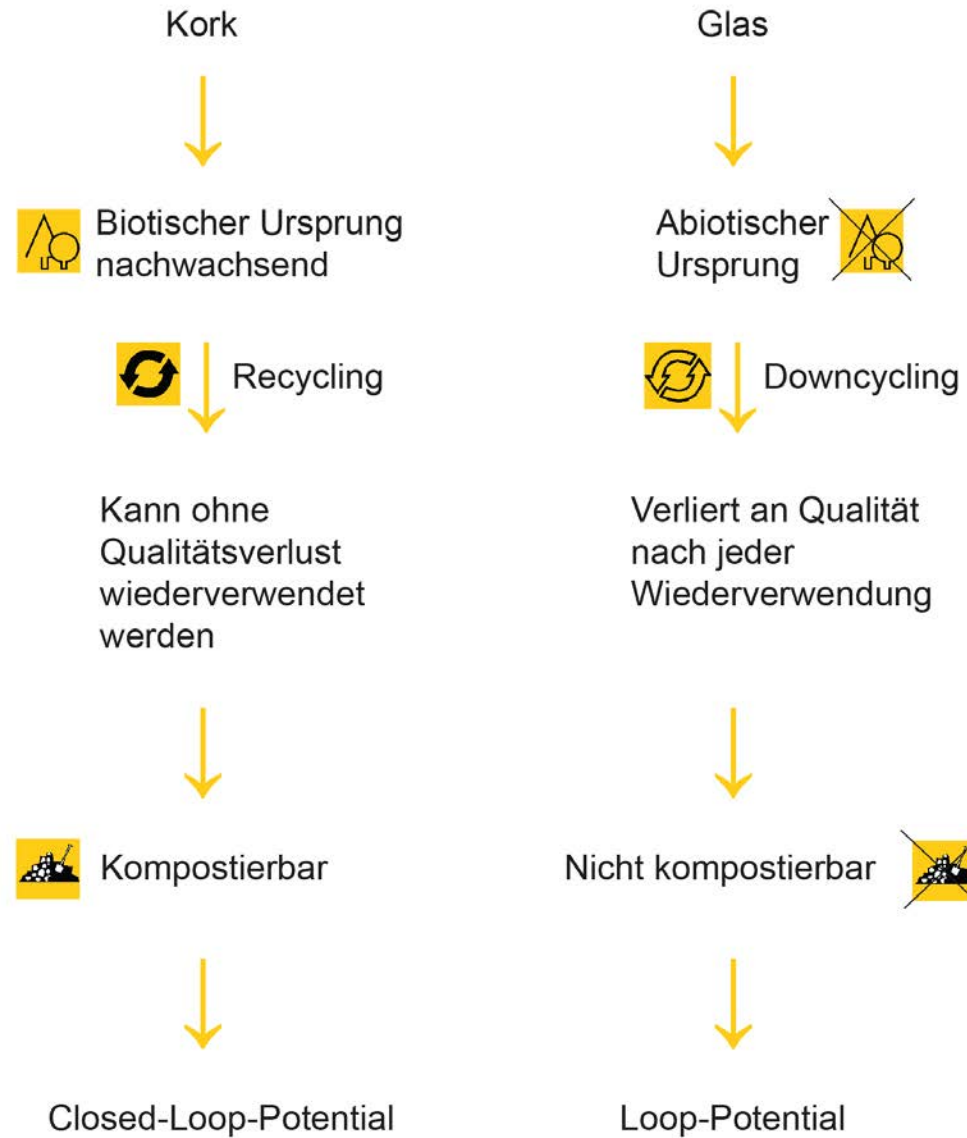 Kork
Glas
Biotischer Ursprung
nachwachsend
Abiotischer
Ursprung
Recycling
Downcycling
Kann ohne
Qualitätsverlust
wiederverwendet
werden
Verliert an Qualität
nach jeder
Wiederverwendung
Kompostierbar
Nicht kompostierbar
Closed-Loop-Potential
Loop-Potential